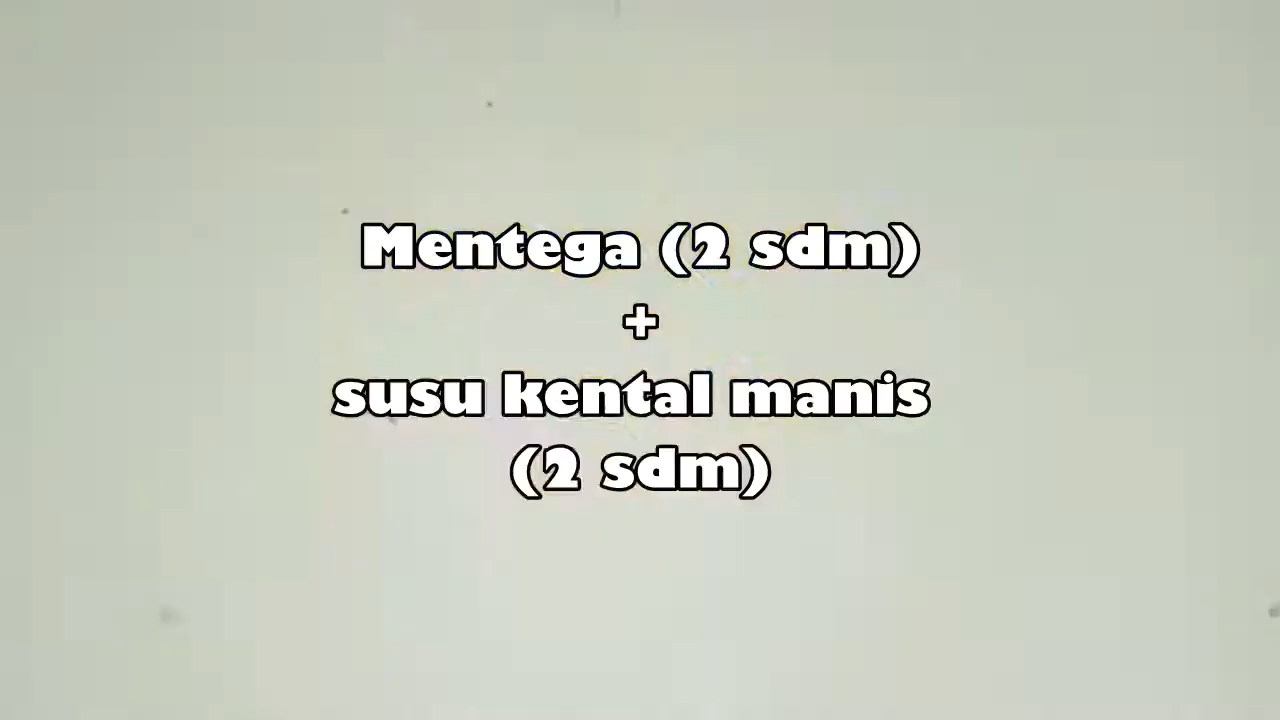 Mentega (2 sdm)
+
susu kental manis
(2 sdm)